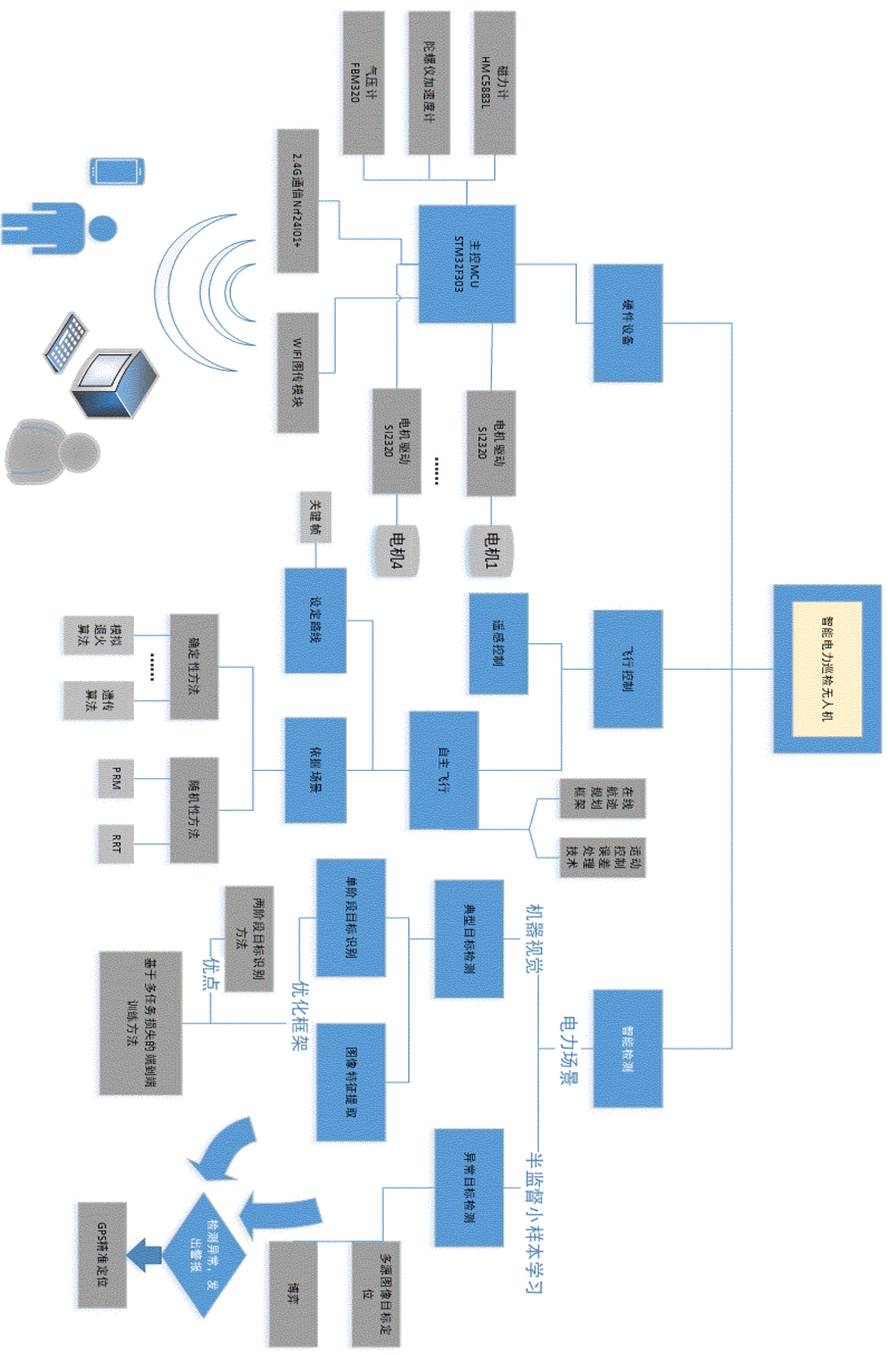 智能电力巡检无人机
硬件设备
飞行控制
智能检测
磁力计
HMC5883L
陀螺仪加速度计
气压计
FBM320
主控MCU
STM32F303
2.4G通信Nrf24l01+
WIFI图传模块
电机驱动
SI2320
电机1
……
电机驱动
SI2320
电机4
遥感控制
自主飞行
在线
航迹
规划
框架
运动
控制
误差
处理
技术
设定路线
关键帧
依据场景
确定性方法
随机性方法
模拟
退火
算法
……
遗传
算法
PRM
RRT
电力场景
机器视觉
半监督小样本学习
典型目标检测
异常目标检测
单阶段目标识别
图像特征提取
优化框架
两阶段目标识别
方法
优点
基于多任务损失的端到端
训练方法
多源图像目标定
位
博弈
检测异常，发
出警报
GPS精准定位